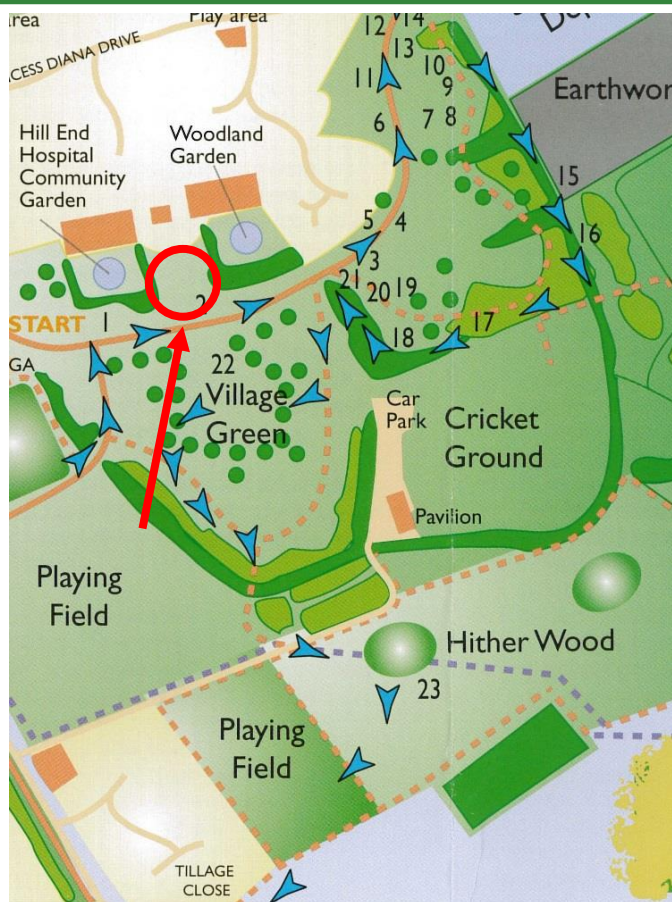 rea
Play area
CESS DIANA DRIVE
Hill End
Hospital
Community
Garden
Woodland
Garden
12
14
13
10
11
9
7
8
6
Earthwor
15
5
4
16
3
21
20
19
2
START
1
17
18
GA
22
Village
Green
Car
Park
Cricket
Ground
Pavilion
Playing
Field
Hither Wood
23
Playing
Field
TILLAGE
CLOSE